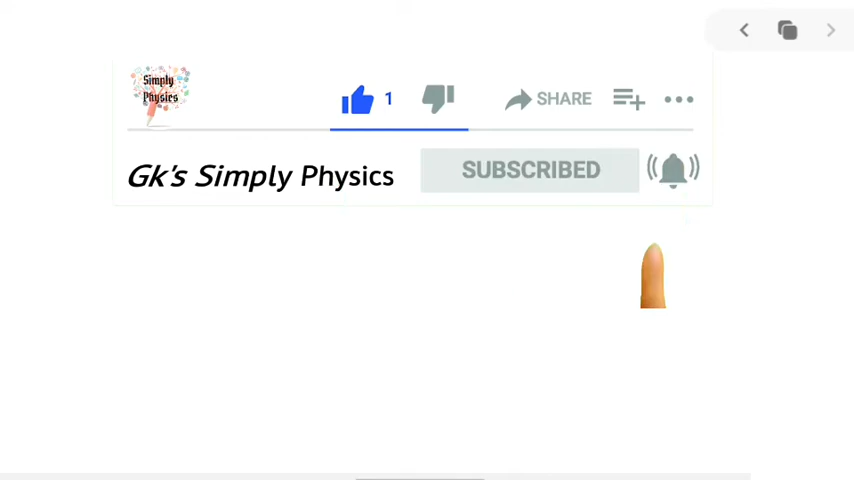 Simply
Physics
1
SHARE
Gk's Simply Physics
SUBSCRIBED